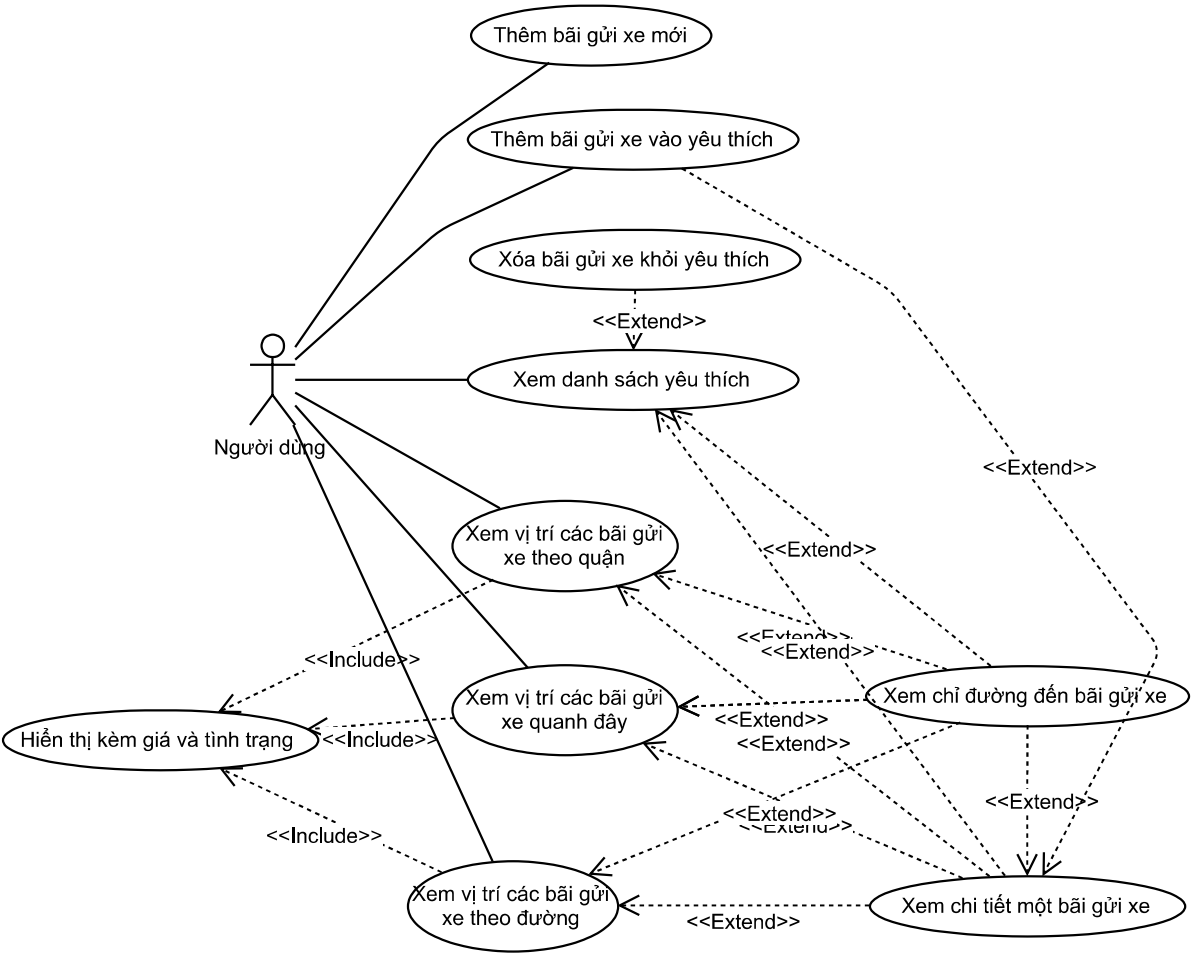 Thêm bãi gửi xe mới
Thêm bãi gửi xe vào yêu thích
Xóa bãi gửi xe khỏi yêu thích
<<Extend>>
Xem danh sách yêu thích
Người dùng
<<Extend>>
Xem vị trí các bãi gửi
xe theo quận
<<Extend>>
<<Extend>>
<<Extend>>
<<Include>>
Xem vị trí các bãi gửi
xe quanh đây
Xem chỉ đường đến bãi gửi xe
<<Extend>>
Hiển thị kèm giá và tình trạng
<<Include>>
<<Extend>>
<<Extend>>
<<Extend>>
<<Extend>>
<<Include>>
Xem vị trí các bãi gửi
xe theo đường
Xem chi tiết một bãi gửi xe
<<Extend>>